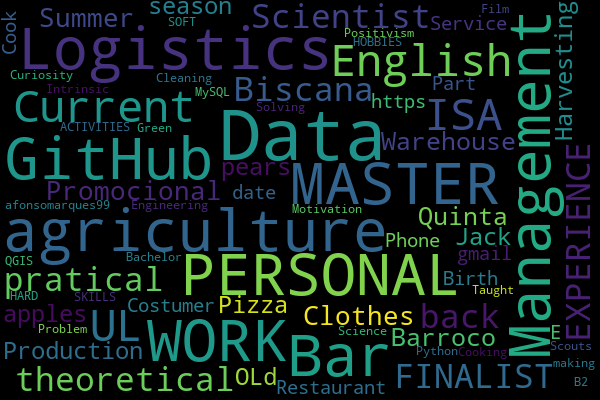 Cook Summer season Scientist Film
SOFT Service
Logistics Positivism
HOBBIES
English
Curiosity Cleaning
Intrinsic MySQL Biscana Part
Current Data Solving https ISA Harvesting
ACTIVITIES Green Warehouse
GitHub pears MASTER Management
Promocional date
afonsomarques99 Engineering Motivation Quinta
agriculture Phone Jack EXPERIENCE
QGIS Bachelor gmail
pratical PERSONAL Birth
HARD SKILLS Taught
apples Costumer Pizza Clothes back
Problem UL WORK Science Barroco E
Production Bar Python Cooking Scouts
theoretical OLd Restaurant FINALIST making
B2